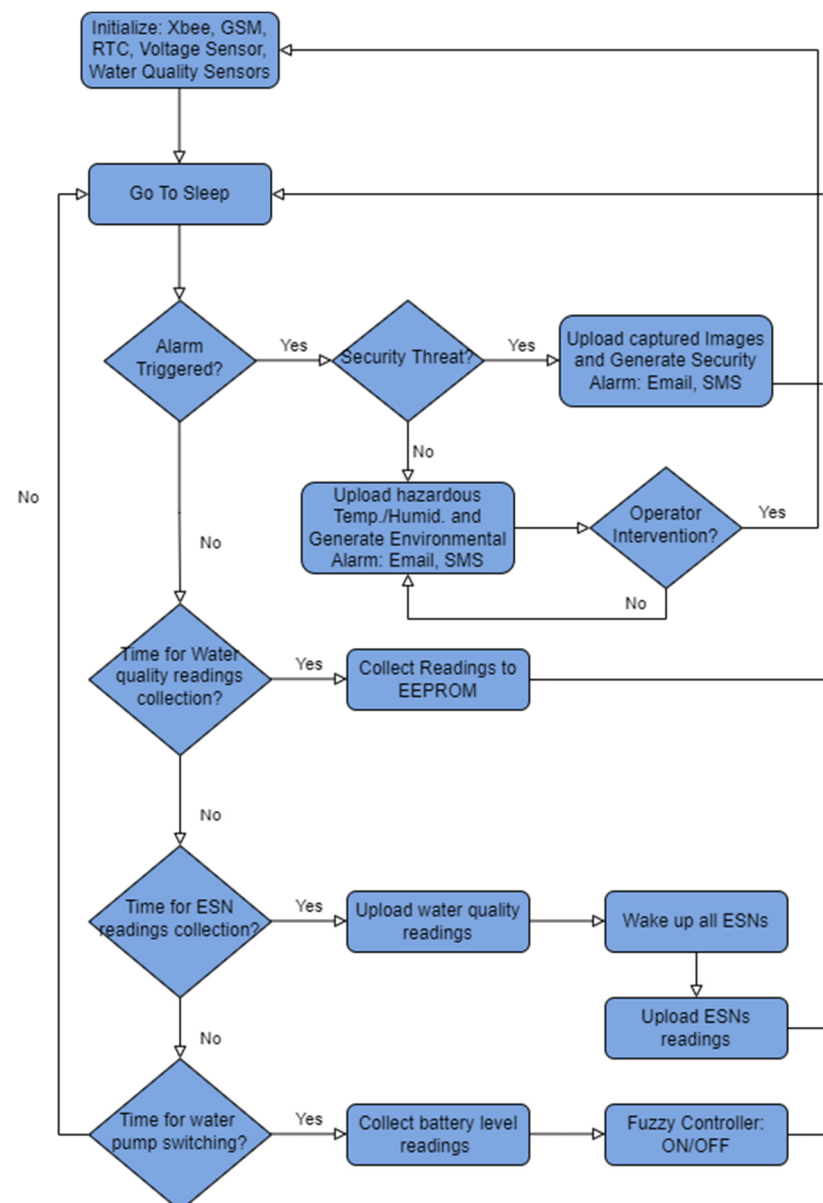 Initialize: Xbee, GSM,
RTC, Voltage Sensor,
Water Quality Sensors
Go To Sleep
Alarm
Triggered?
Yes
Security Threat?
Yes
Upload captured Images
and Generate Security
Alarm: Email, SMS
No
No
Upload hazardous
Temp./Humid. and
Generate Environmental
Alarm: Email, SMS
Operator
Intervention?
Yes
No
No
Time for Water
quality readings
collection?
Yes
Collect Readings to
EEPROM
No
Time for ESN
readings collection?
Yes
Upload water quality
readings
Wake up all ESNs
Upload ESNs
readings
No
Time for water
pump switching?
Yes
Collect battery level
readings
Fuzzy Controller:
ON/OFF